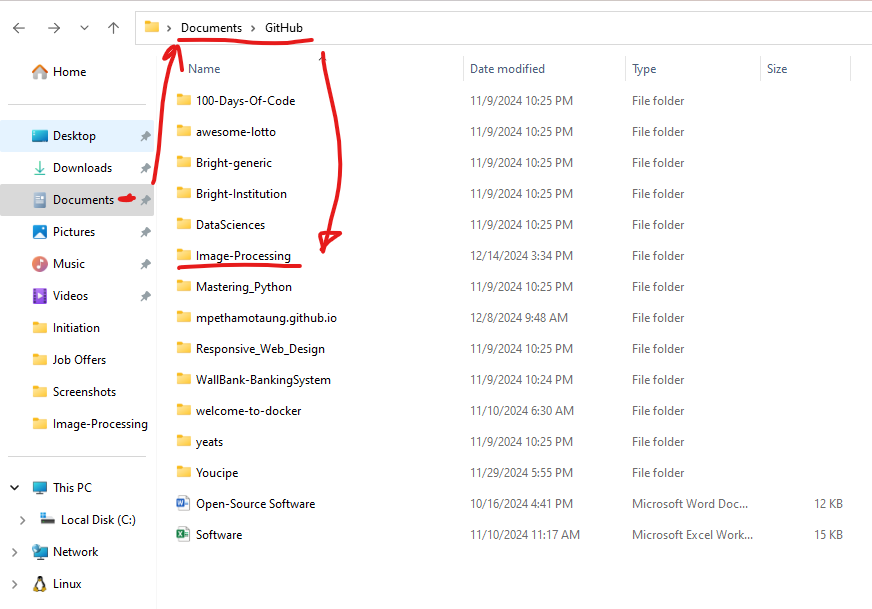 Documents > GitHub
Home
Desktop
Downloads
Documents
Pictures
Music
Videos
Initiation
Job Offers
Screenshots
Image-Processing
This PC
Local Disk (C:)
Network
Linux
Name Date modified Type Size
100-Days-Of-Code 11/9/2024 10:25 PM File folder
awesome-lotto 11/9/2024 10:25 PM File folder
Bright-generic 11/9/2024 10:25 PM File folder
Bright-Institution 11/9/2024 10:25 PM File folder
DataSciences 11/9/2024 10:25 PM File folder
Image-Processing 12/14/2024 3:34 PM File folder
Mastering_Python 11/9/2024 10:25 PM File folder
mpethamotaung.github.io 12/8/2024 9:48 AM File folder
Responsive_Web_Design 11/9/2024 10:25 PM File folder
WallBank-BankingSystem 11/9/2024 10:24 PM File folder
welcome-to-docker 11/10/2024 6:30 AM File folder
yeats 11/9/2024 10:25 PM File folder
Youcipe 11/29/2024 5:55 PM File folder
Open-Source Software 10/16/2024 4:41 PM Microsoft Word Doc... 12 KB
Software 11/10/2024 11:17 AM Microsoft Excel Work... 15 KB